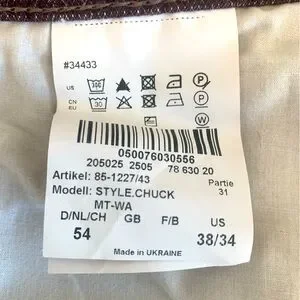 #34433
US
CN
EU
30
P
P
050076030556
205025 2505 78 630 20
Artikel: 85-1227/43 Partie
Modell: STYLE.CHUCK 31
MT-WA
D/NL/CH GB F/B US
54 38/34
Made in UKRAINE